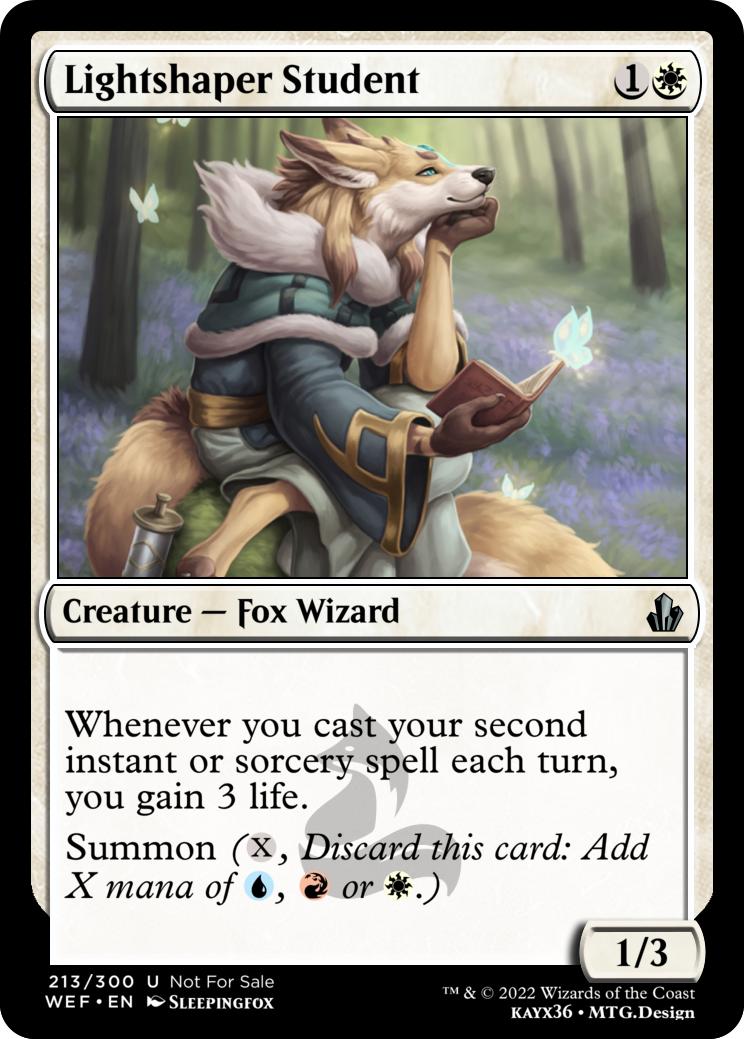 Lightshaper Student 1
Creature — Fox Wizard
Whenever you cast your second
instant or sorcery spell each turn,
you gain 3 life.
Summon (X, Discard this card: Add
X mana of , or .)
1/3
213/300 U Not For Sale
WEF • EN SLEEPINGFOX
™ & © 2022 Wizards of the Coast
KAYX36 • MTG.Design